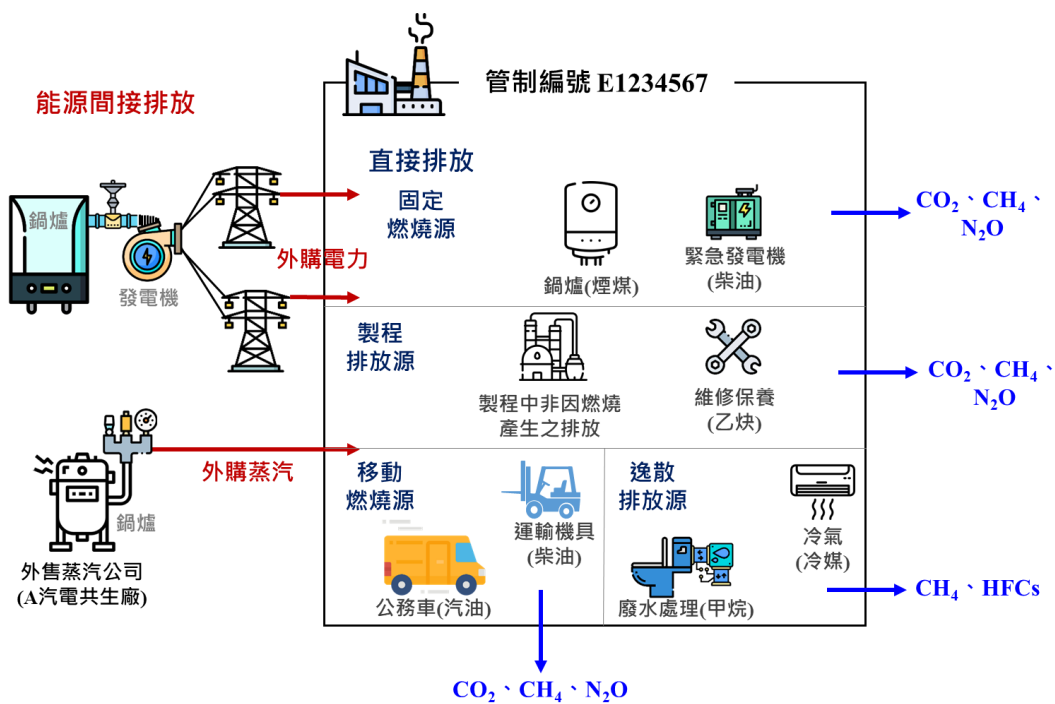 管制編號 E1234567
能源間接排放
鍋爐
發電機
外購電力
直接排放
固定
燃燒源
鍋爐(煙煤)
緊急發電機
(柴油)
CO₂、CH₄、
N₂O
製程
排放源
製程中非因燃燒
產生之排放
維修保養
(乙炔)
CO₂、CH₄、
N₂O
外購蒸汽
鍋爐
外售蒸汽公司
(A汽電共生廠)
移動
燃燒源
運輸機具
(柴油)
公務車(汽油)
CO₂、CH₄、N₂O
逸散
排放源
冷氣
(冷媒)
廢水處理(甲烷)
CH₄、HFCs